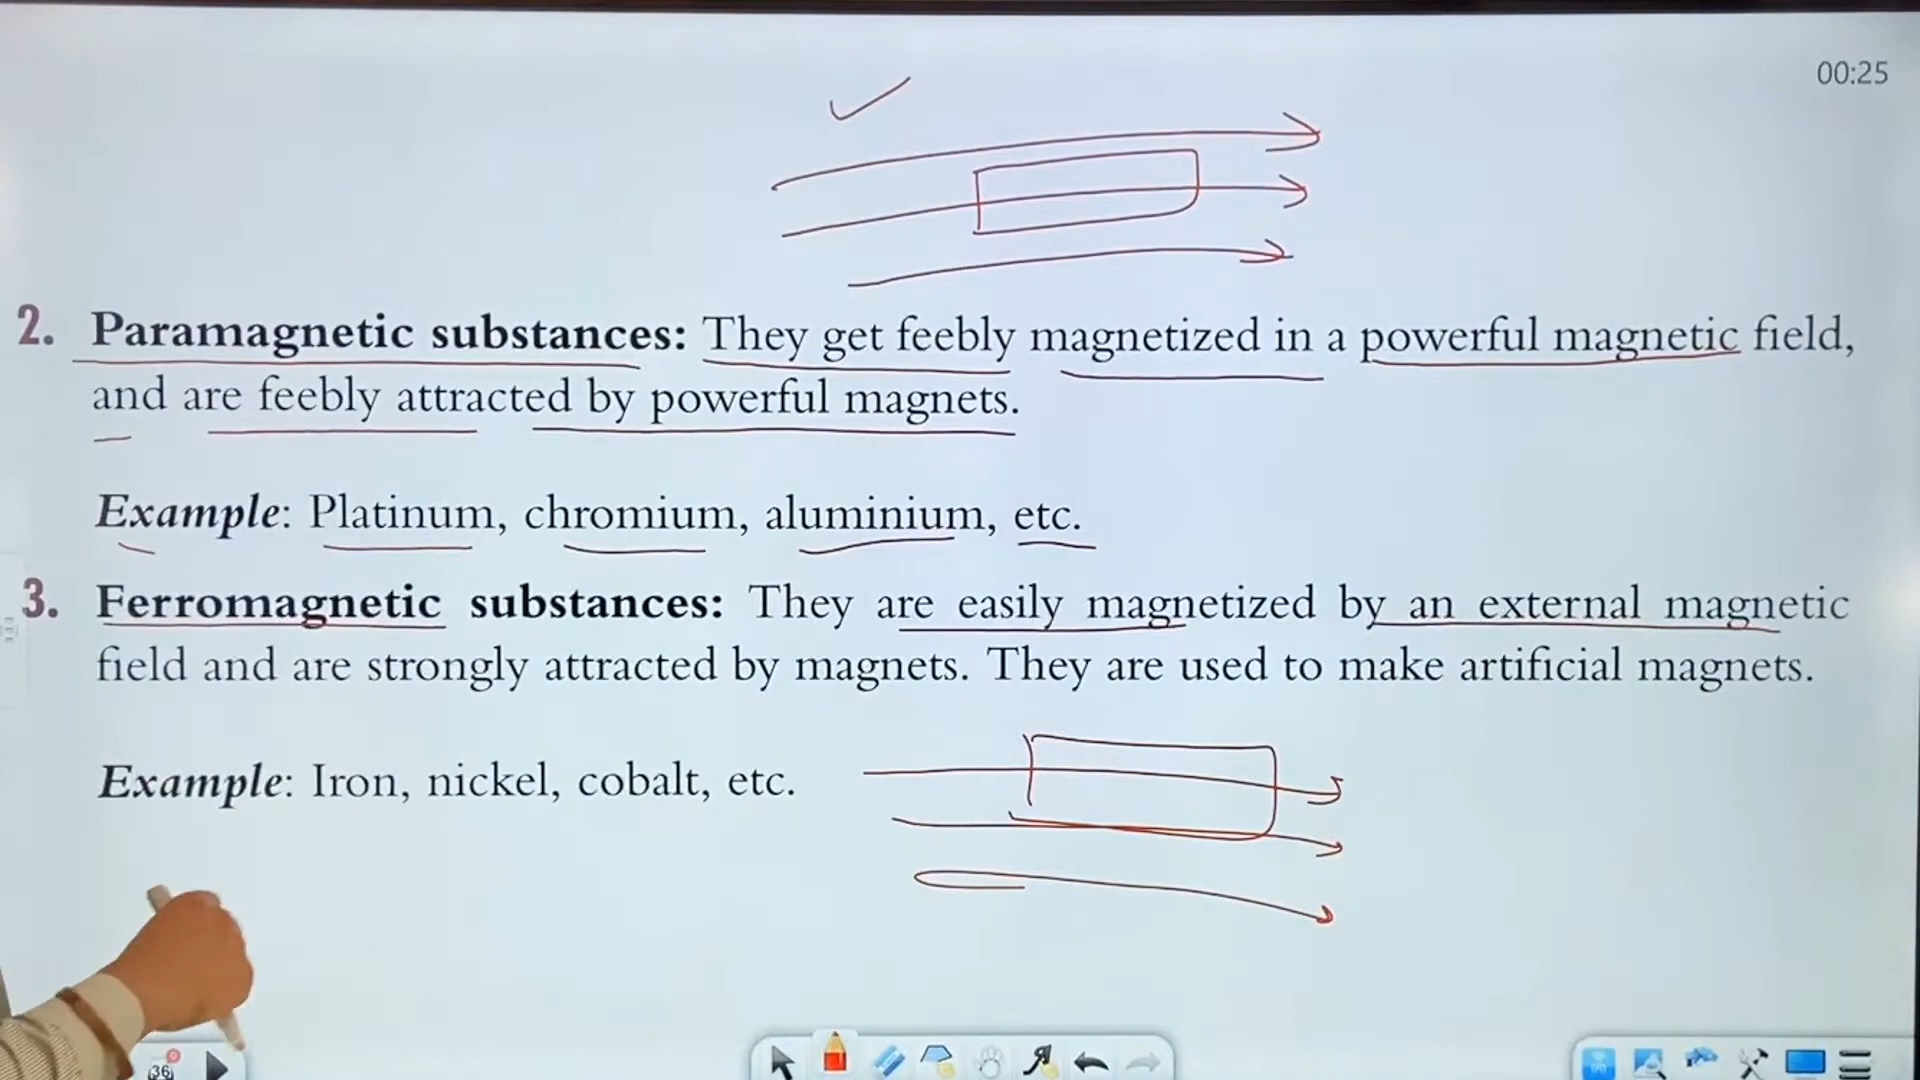 00:25
2. Paramagnetic substances: They get feebly magnetized in a powerful magnetic field,
and are feebly attracted by powerful magnets.
Example: Platinum, chromium, aluminium, etc.
3. Ferromagnetic substances: They are easily magnetized by an external magnetic
field and are strongly attracted by magnets. They are used to make artificial magnets.
Example: Iron, nickel, cobalt, etc.
36